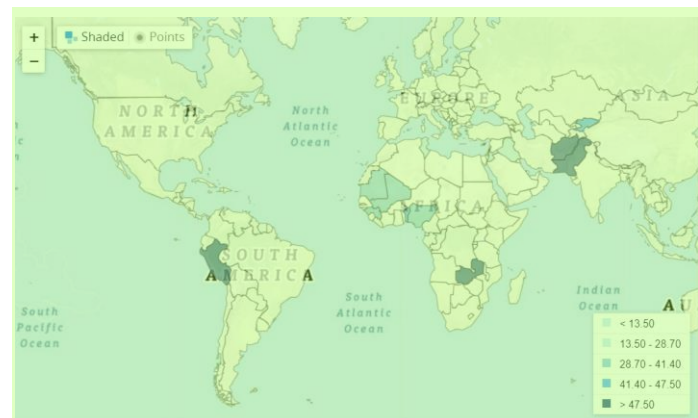 +
−
Shaded Points
NORTH
AMERICA
North
Atlantic
Ocean
EUROPE
ASIA
AFRICA
SOUTH
AMERICA
South
Pacific
Ocean
South
Atlantic
Ocean
Indian
Ocean
AU
< 13.50
13.50 - 28.70
28.70 - 41.40
41.40 - 47.50
> 47.50